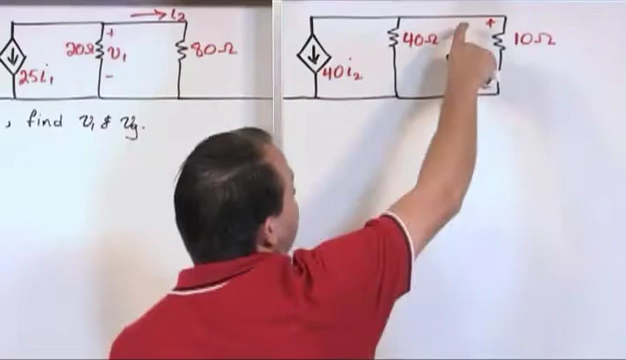 i₂
+
20Ω
v₁
−
80Ω
25i₁
40i₂
40Ω
+
10Ω
, find v₁ & vg.